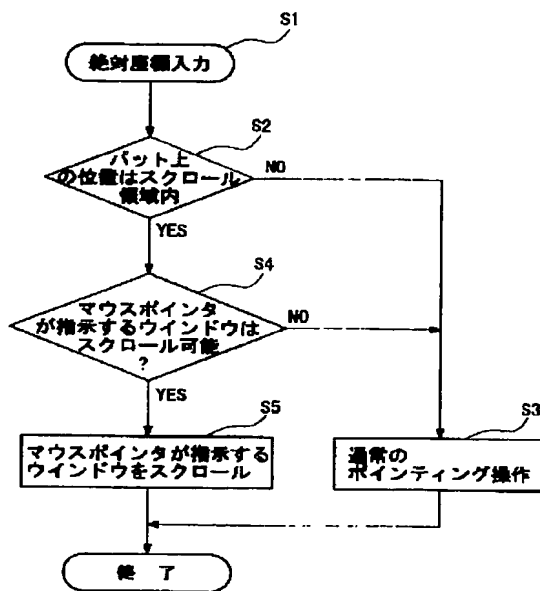 S1
絶対座標入力
S2
パット上
の位置はスクロール
領域内
NO
YES
S4
マウスポインタ
が指示するウインドウは
スクロール可能
?
NO
YES
S5
マウスポインタが指示する
ウインドウをスクロール
S3
通常の
ポインティング操作
終 了